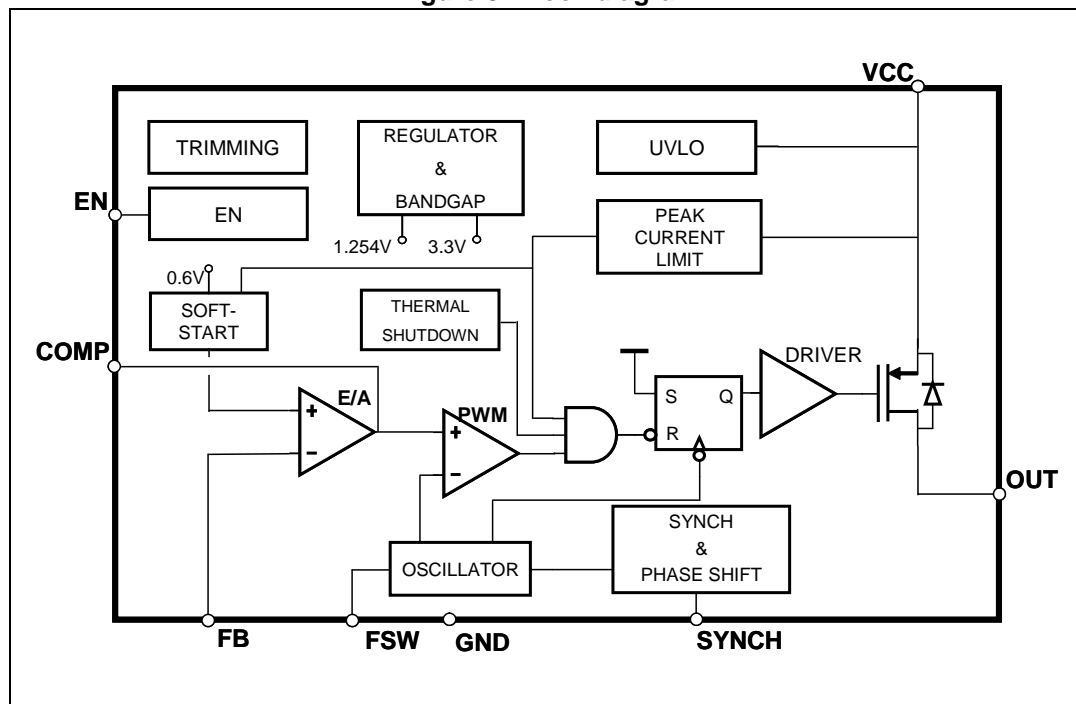 VCC
TRIMMING
REGULATOR
&
BANDGAP
UVLO
EN
EN
1.254V
3.3V
PEAK
CURRENT
LIMIT
0.6V
SOFT-
START
THERMAL
SHUTDOWN
COMP
DRIVER
E/A
+
-
PWM
+
-
S
Q
R
OUT
OSCILLATOR
SYNCH
&
PHASE SHIFT
FB
FSW
GND
SYNCH